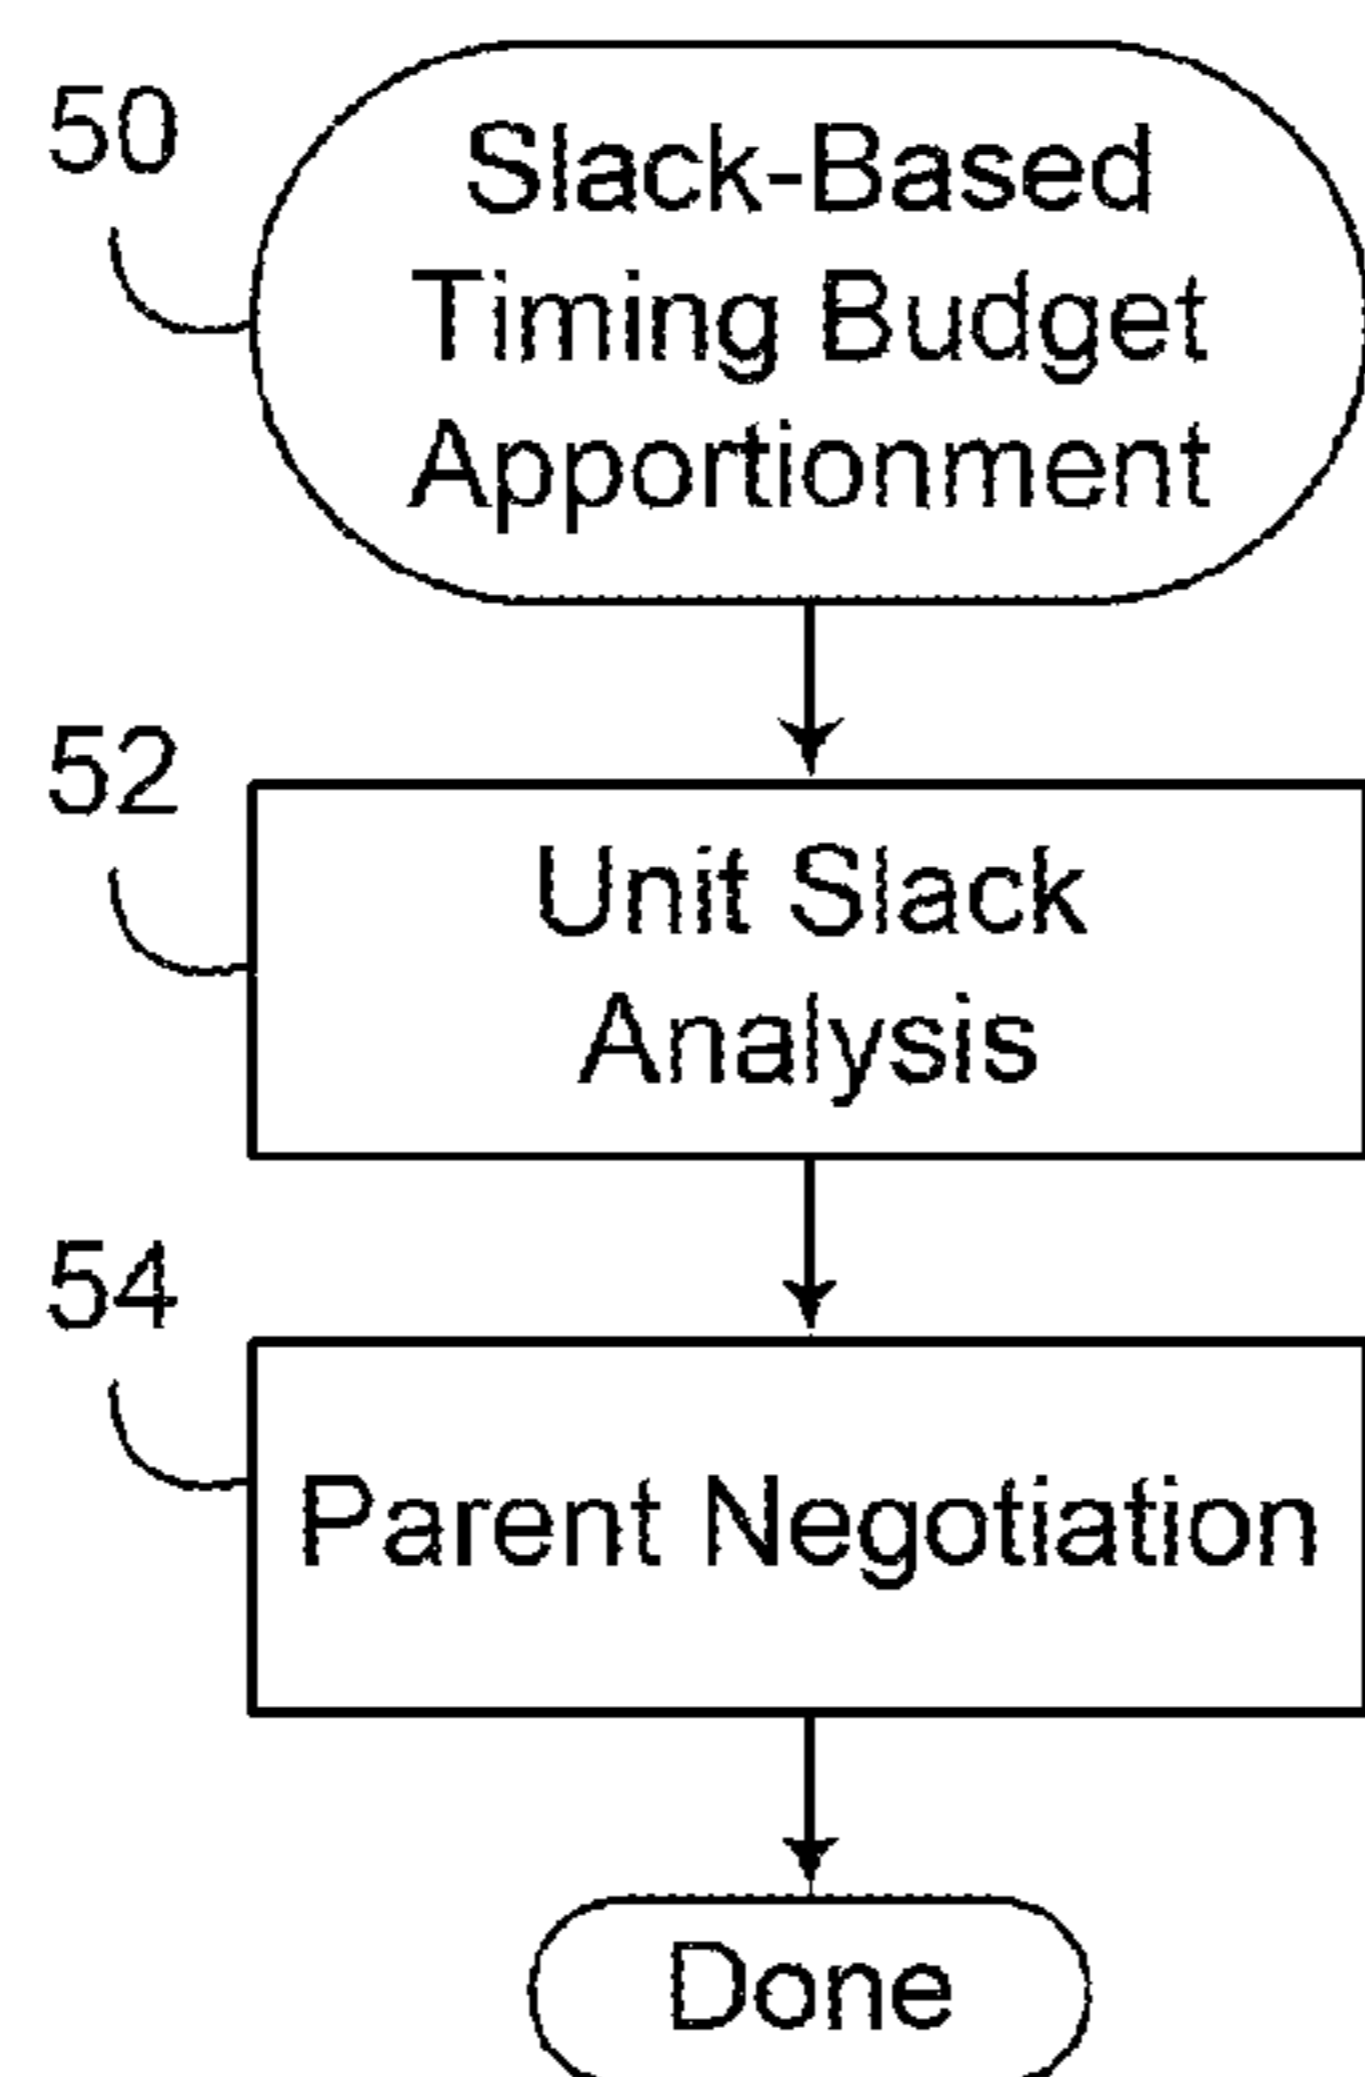 50
Slack-Based
Timing Budget
Apportionment
52
Unit Slack
Analysis
54
Parent Negotiation
Done